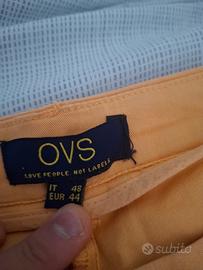 OVS
LOVE PEOPLE. NOT LABELS
IT 48
EUR 44
subito